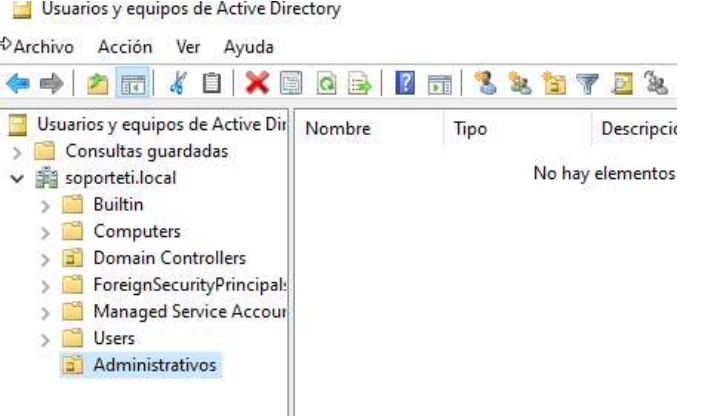 Usuarios y equipos de Active Directory
Archivo Acción Ver Ayuda
Usuarios y equipos de Active Dir
Nombre Tipo Descripció
Consultas guardadas
No hay elementos
soporteti.local
Builtin
Computers
Domain Controllers
ForeignSecurityPrincipals
Managed Service Accour
Users
Administrativos